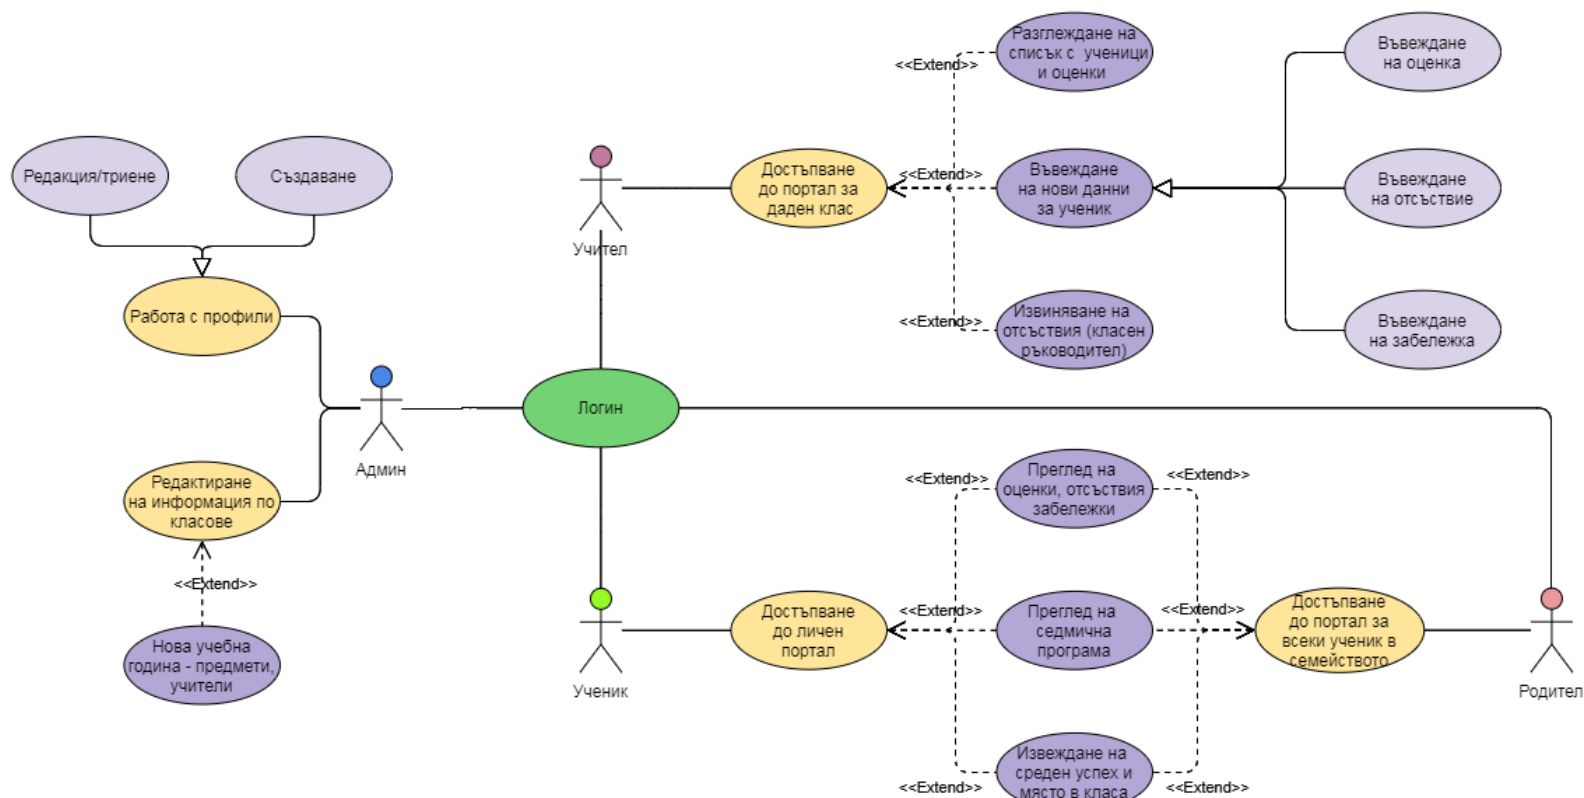 Разглеждане на
списък с ученици
и оценки
<<Extend>>
Въвеждане
на оценка
Редакция/триене
Създаване
Учител
Достъпване
до портал за
даден клас
<<Extend>>
Въвеждане
на нови данни
за ученик
Въвеждане
на отсъствие
Работа с профили
<<Extend>>
Извиняване на
отсъствия (класен
ръководител)
Въвеждане
на забележка
Админ
Логин
Редактиране
на информация по
класове
<<Extend>>
Преглед на
оценки, отсъствия
забележки
<<Extend>>
<<Extend>>
Нова учебна
година - предмети,
учители
Ученик
Достъпване
до личен
портал
<<Extend>>
Преглед на
седмична
програма
<<Extend>>
Достъпване
до портал за
всеки ученик в
семейството
Родител
<<Extend>>
Извеждане на
среден успех и
място в класа
<<Extend>>